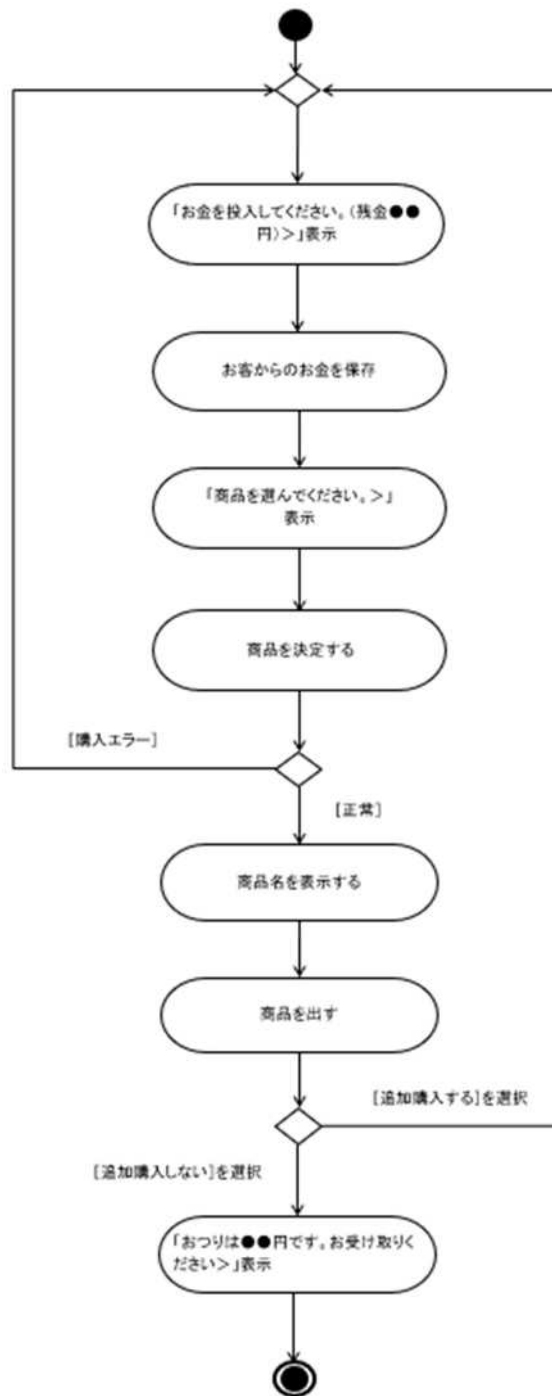 「お金を投入してください。(残金●●
円)＞」表示
お客からのお金を保存
「商品を選んでください。＞」
表示
商品を決定する
[購入エラー]
[正常]
商品名を表示する
商品を出す
[追加購入する]を選択
[追加購入しない]を選択
「おつりは●●円です。お受け取りく
ださい＞」表示